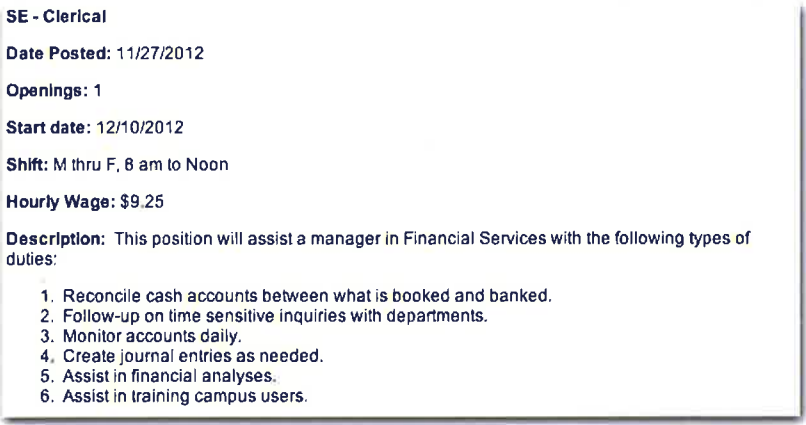 SE - Clerical
Date Posted: 11/27/2012
Openings: 1
Start date: 12/10/2012
Shift: M thru F, 8 am to Noon
Hourly Wage: $9.25
Description: This position will assist a manager in Financial Services with the following types of
duties:
1. Reconcile cash accounts between what is booked and banked.
2. Follow-up on time sensitive inquiries with departments.
3. Monitor accounts daily.
4. Create journal entries as needed.
5. Assist in financial analyses.
6. Assist in training campus users.